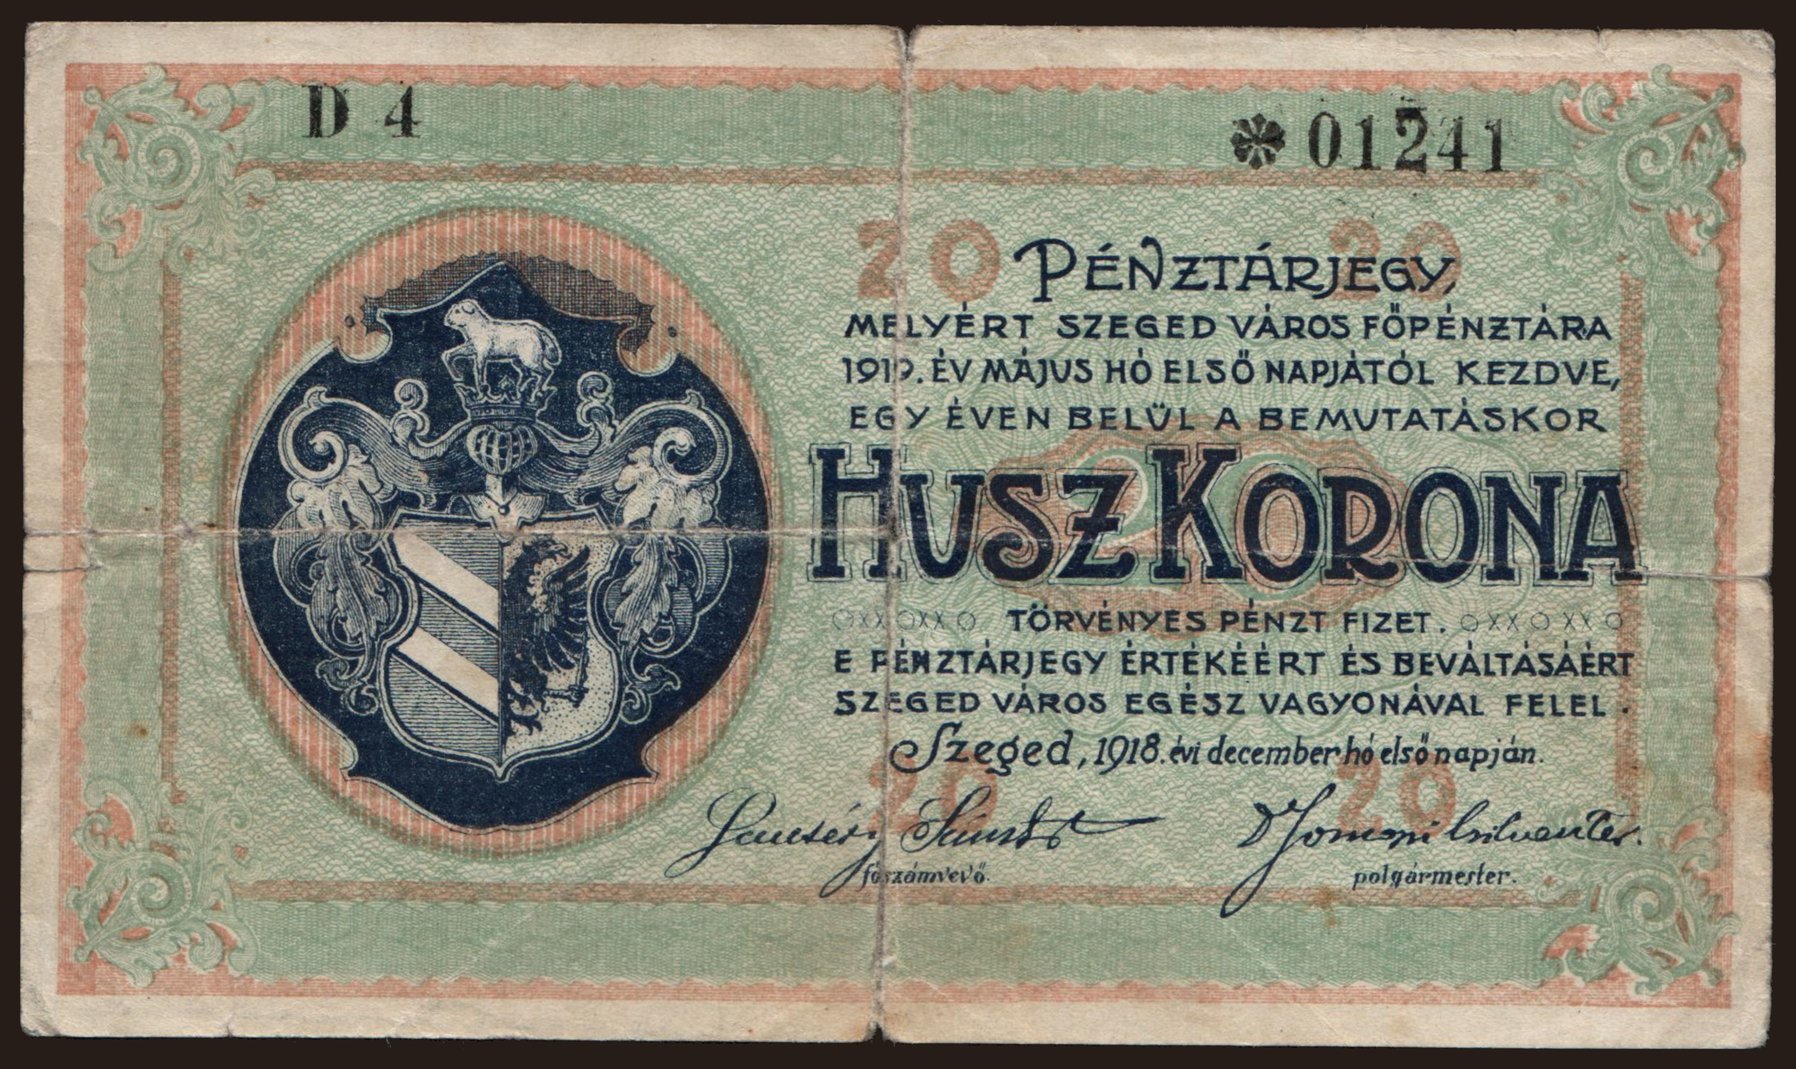 D 4
*01241
20 20
PÉNZTÁRJEGY,
MELYÉRT SZEGED VÁROS FŐPÉNZTÁRA
1919. ÉV MÁJUS HÓ ELSŐ NAPJÁTÓL KEZDVE,
EGY ÉVEN BELÜL A BEMUTATÁSKOR
20
HUSZ KORONA
TÖRVÉNYES PÉNZT FIZET.
E PÉNZTÁRJEGY ÉRTÉKÉÉRT ÉS BEVÁLTÁSÁÉRT
SZEGED VÁROS EGÉSZ VAGYONÁVAL FELEL.
Szeged, 1918. évi december hó első napján.
20 20
főszámvevő. polgármester.